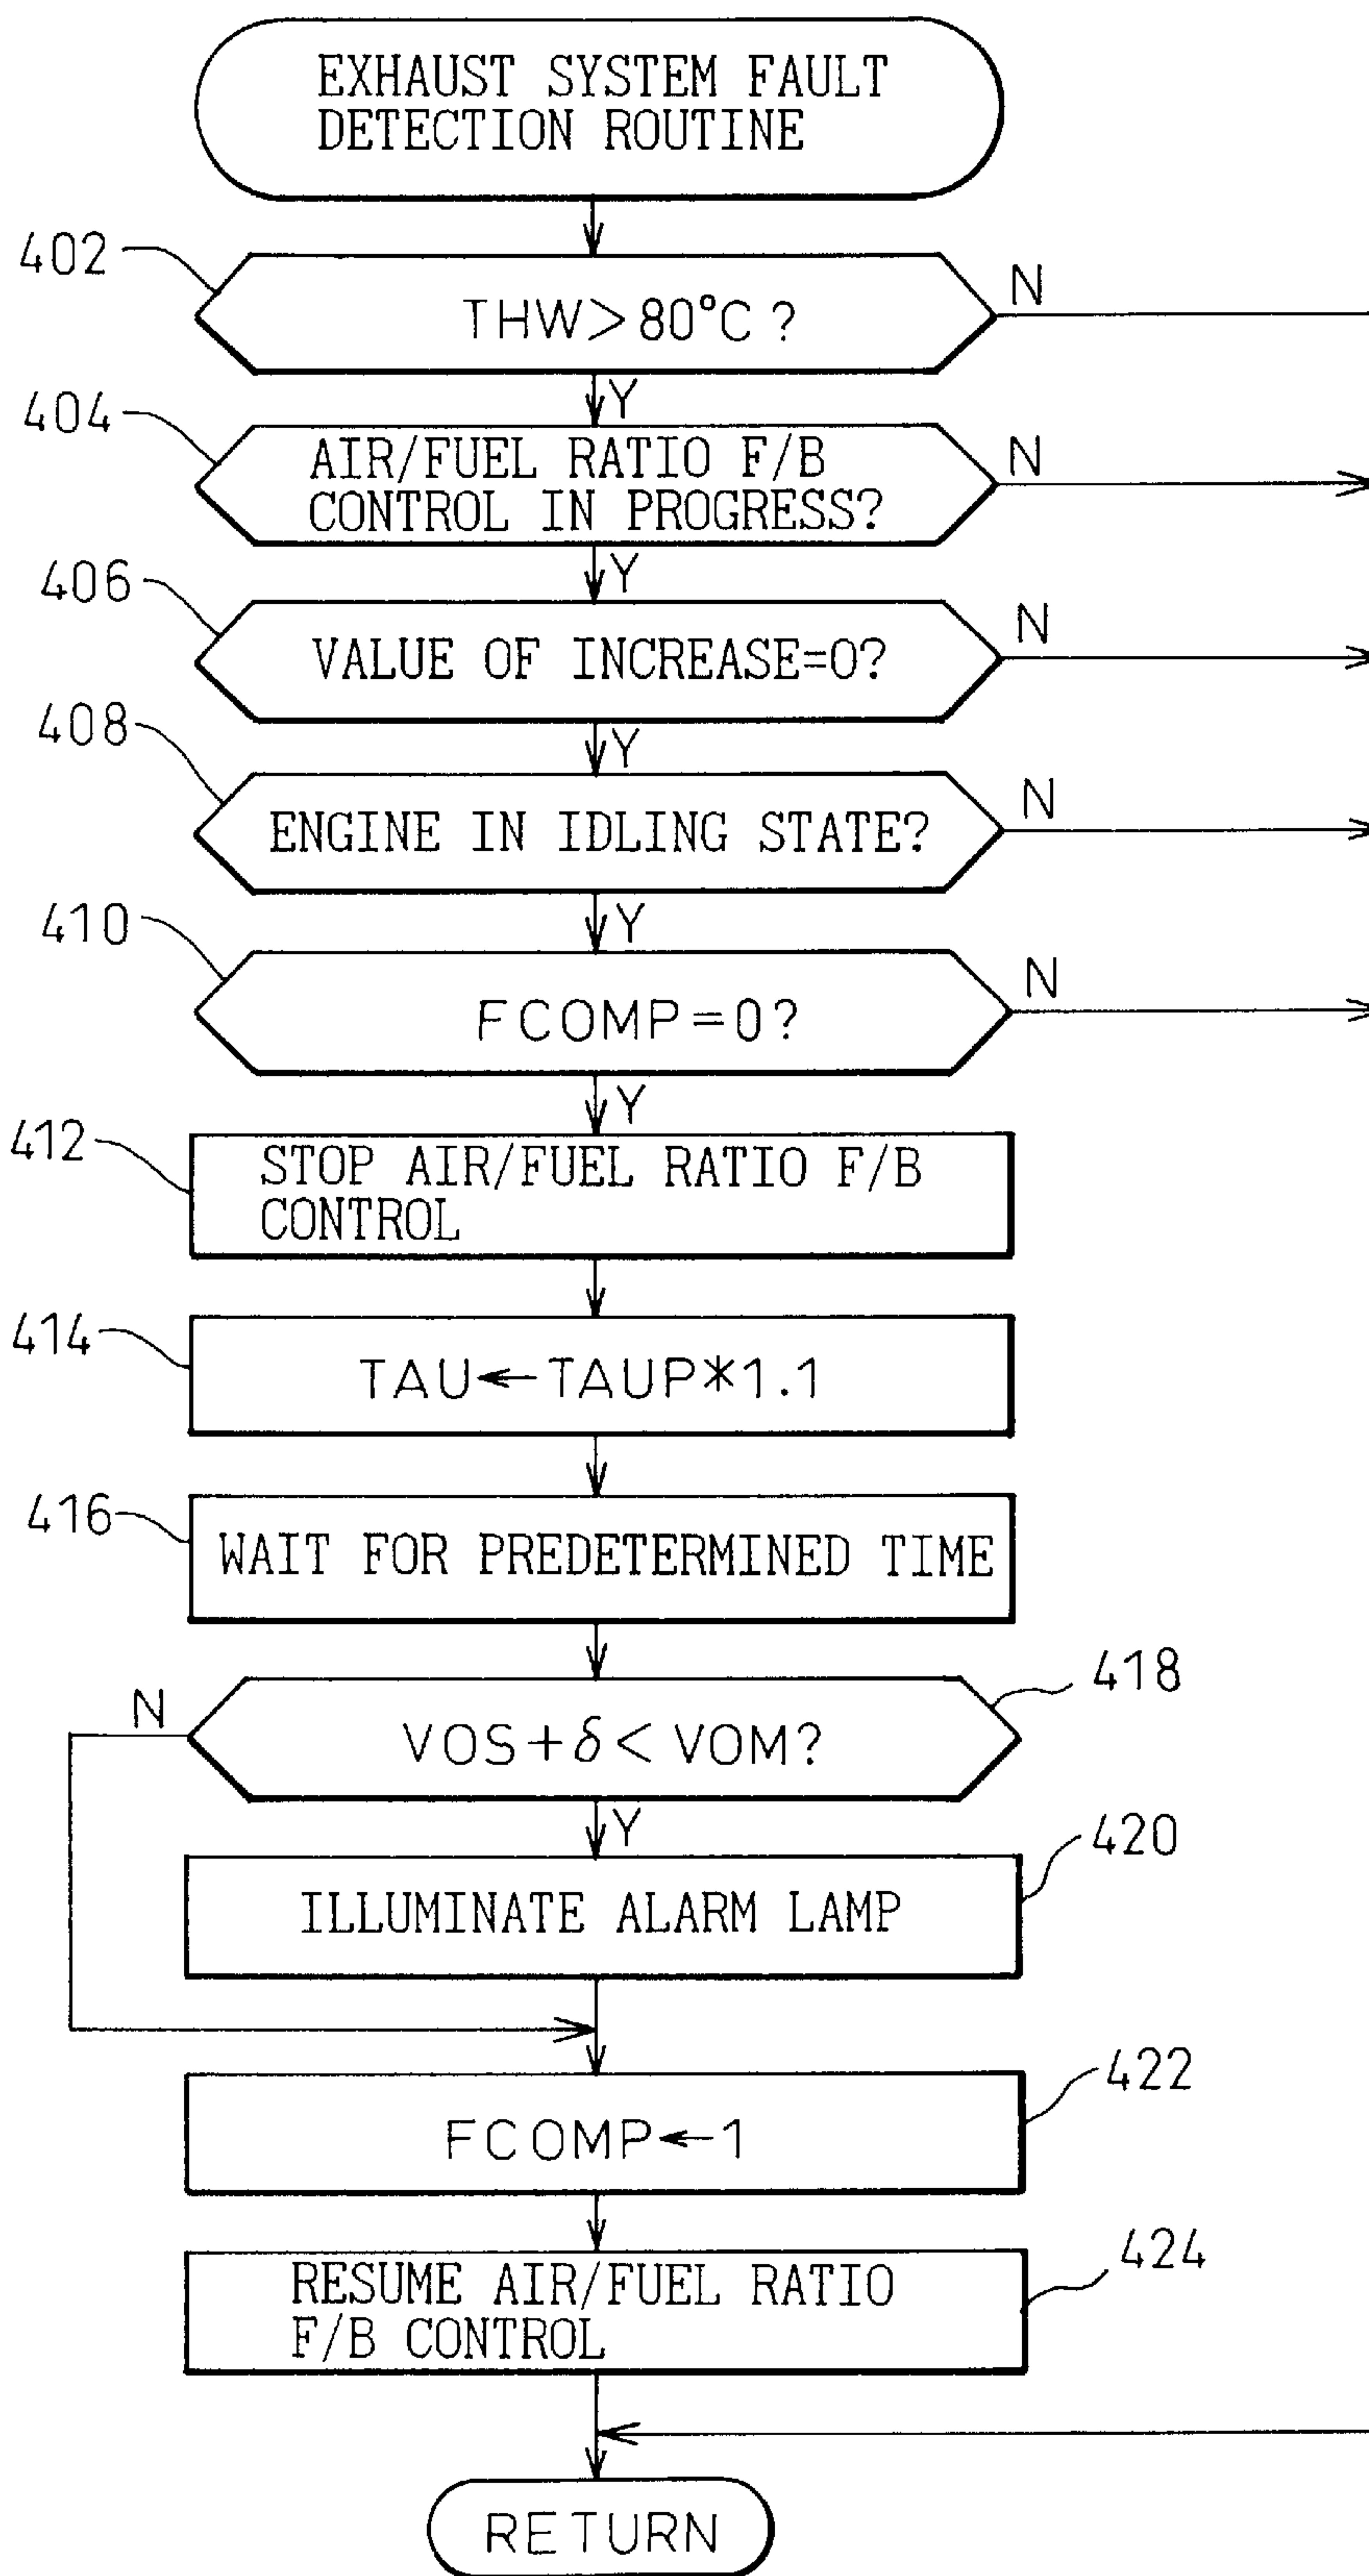 EXHAUST SYSTEM FAULT
DETECTION ROUTINE
402
THW>80°C?
N
Y
404
AIR/FUEL RATIO F/B
CONTROL IN PROGRESS?
N
Y
406
VALUE OF INCREASE=0?
N
Y
408
ENGINE IN IDLING STATE?
N
Y
410
FCOMP=0?
N
Y
412
STOP AIR/FUEL RATIO F/B
CONTROL
414
TAU←TAUP*1.1
416
WAIT FOR PREDETERMINED TIME
418
N
VOS+δ<VOM?
Y
420
ILLUMINATE ALARM LAMP
422
FCOMP←1
424
RESUME AIR/FUEL RATIO
F/B CONTROL
RETURN